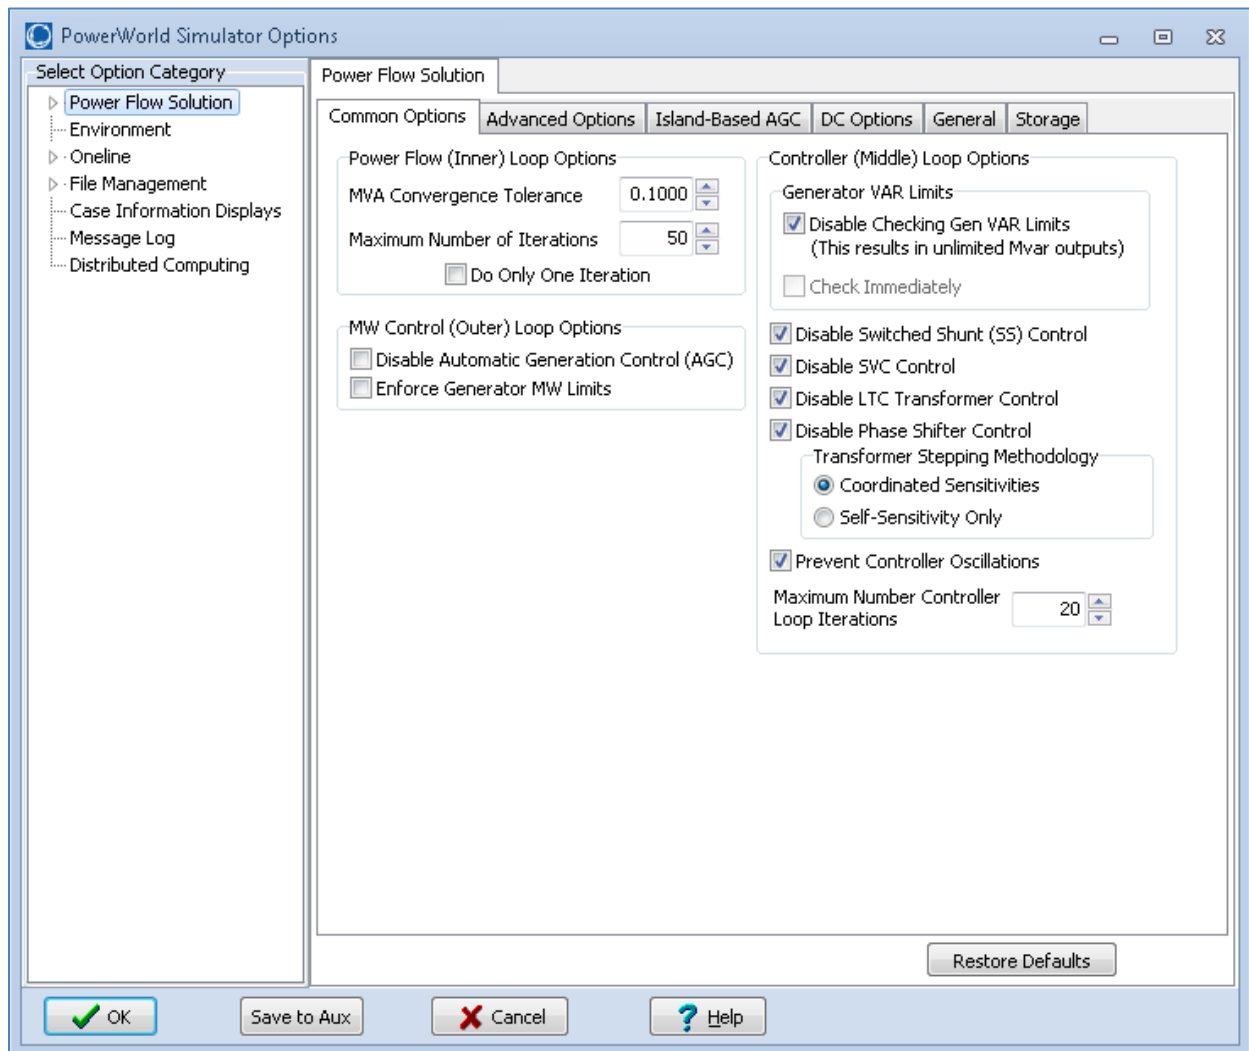 PowerWorld Simulator Options
Select Option Category
Power Flow Solution
Environment
Oneline
File Management
Case Information Displays
Message Log
Distributed Computing
Power Flow Solution
Common Options
Advanced Options
Island-Based AGC
DC Options
General
Storage
Power Flow (Inner) Loop Options
MVA Convergence Tolerance 0.1000
Maximum Number of Iterations 50
Do Only One Iteration
MW Control (Outer) Loop Options
Disable Automatic Generation Control (AGC)
Enforce Generator MW Limits
Controller (Middle) Loop Options
Generator VAR Limits
Disable Checking Gen VAR Limits
(This results in unlimited Mvar outputs)
Check Immediately
Disable Switched Shunt (SS) Control
Disable SVC Control
Disable LTC Transformer Control
Disable Phase Shifter Control
Transformer Stepping Methodology
Coordinated Sensitivities
Self-Sensitivity Only
Prevent Controller Oscillations
Maximum Number Controller
Loop Iterations 20
Restore Defaults
OK
Save to Aux
Cancel
? Help